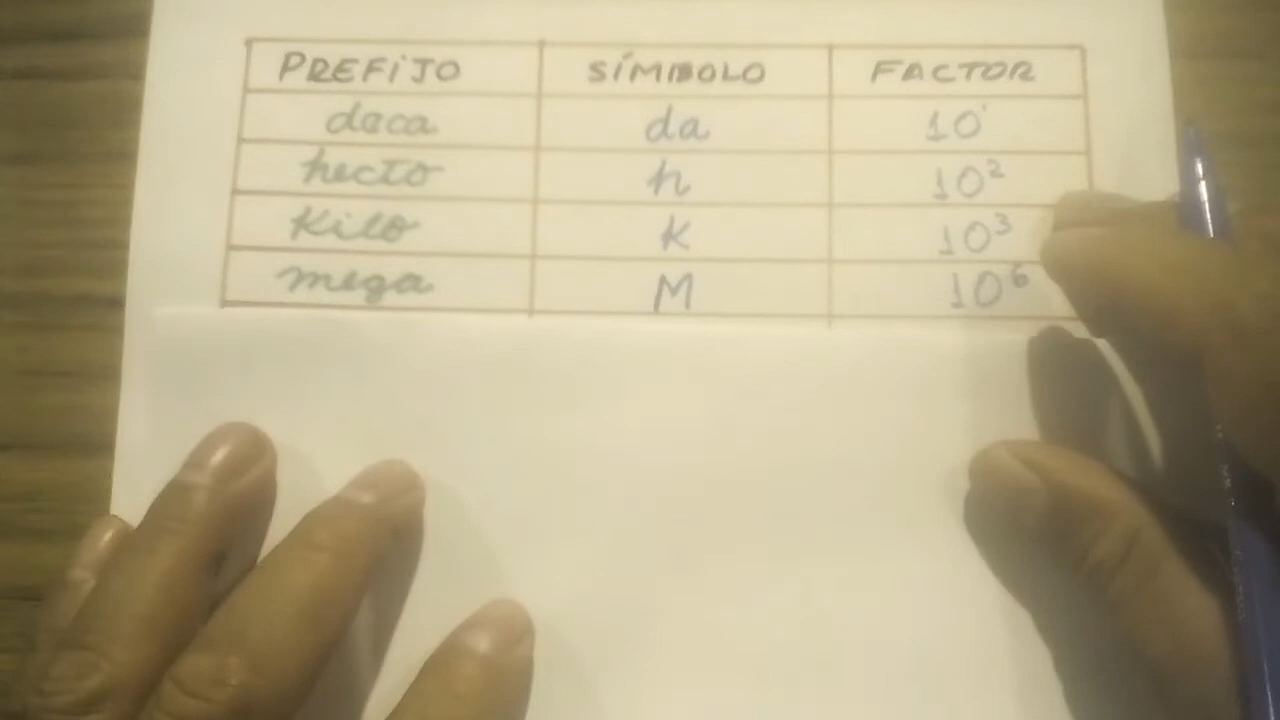 PREFIJO SÍMBOLO FACTOR
deca da 10¹
hecto h 10²
Kilo k 10³
mega M 10⁶